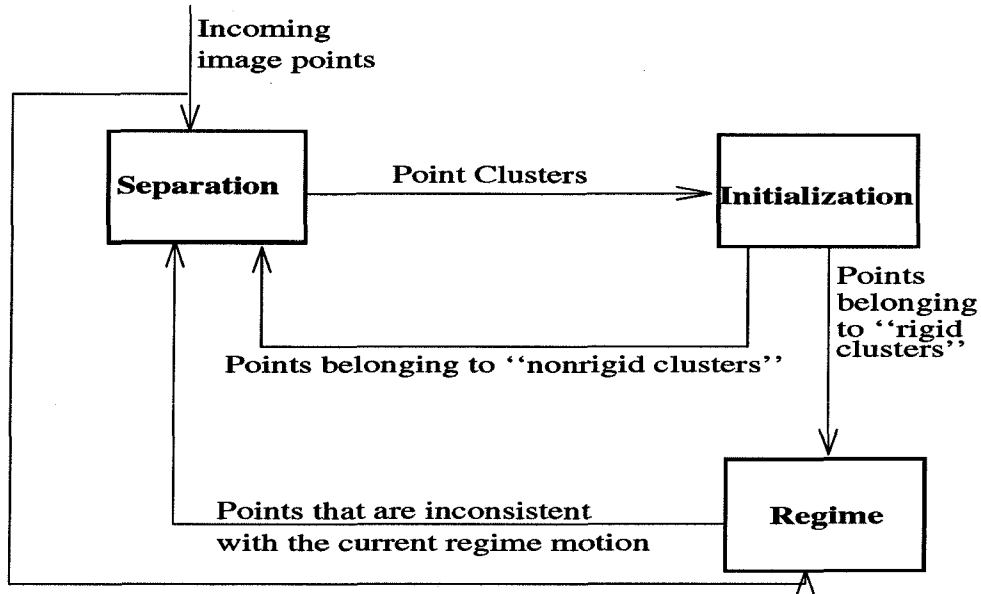 Incoming
image points
Separation
Point Clusters
Initialization
Points
belonging
to ‘‘rigid
clusters’’
Points belonging to ‘‘nonrigid clusters’’
Points that are inconsistent
with the current regime motion
Regime